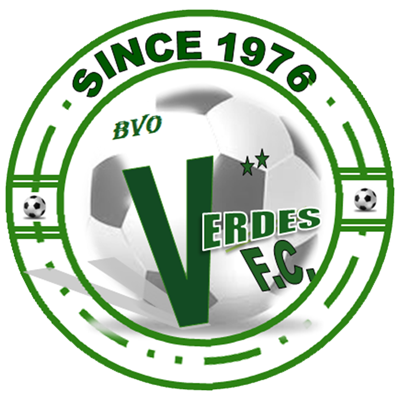 SINCE 1976
BVO
VERDES
F.C.